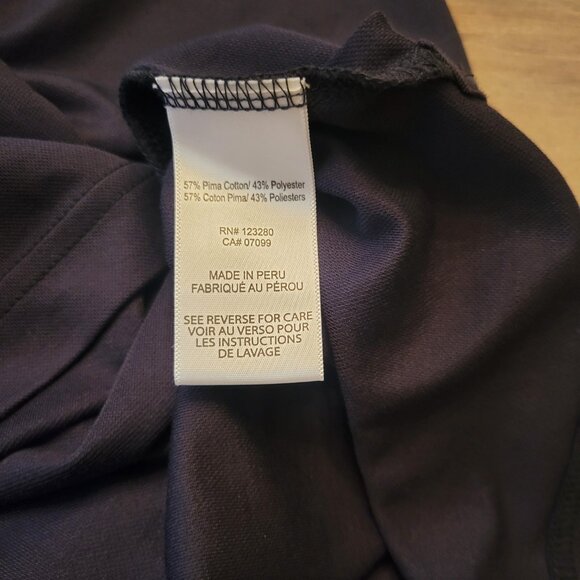 57% Pima Cotton/ 43% Polyester
57% Coton Pima/ 43% Poliesters
RN# 123280
CA# 07099
MADE IN PERU
FABRIQUÉ AU PÉROU
SEE REVERSE FOR CARE
VOIR AU VERSO POUR
LES INSTRUCTIONS
DE LAVAGE